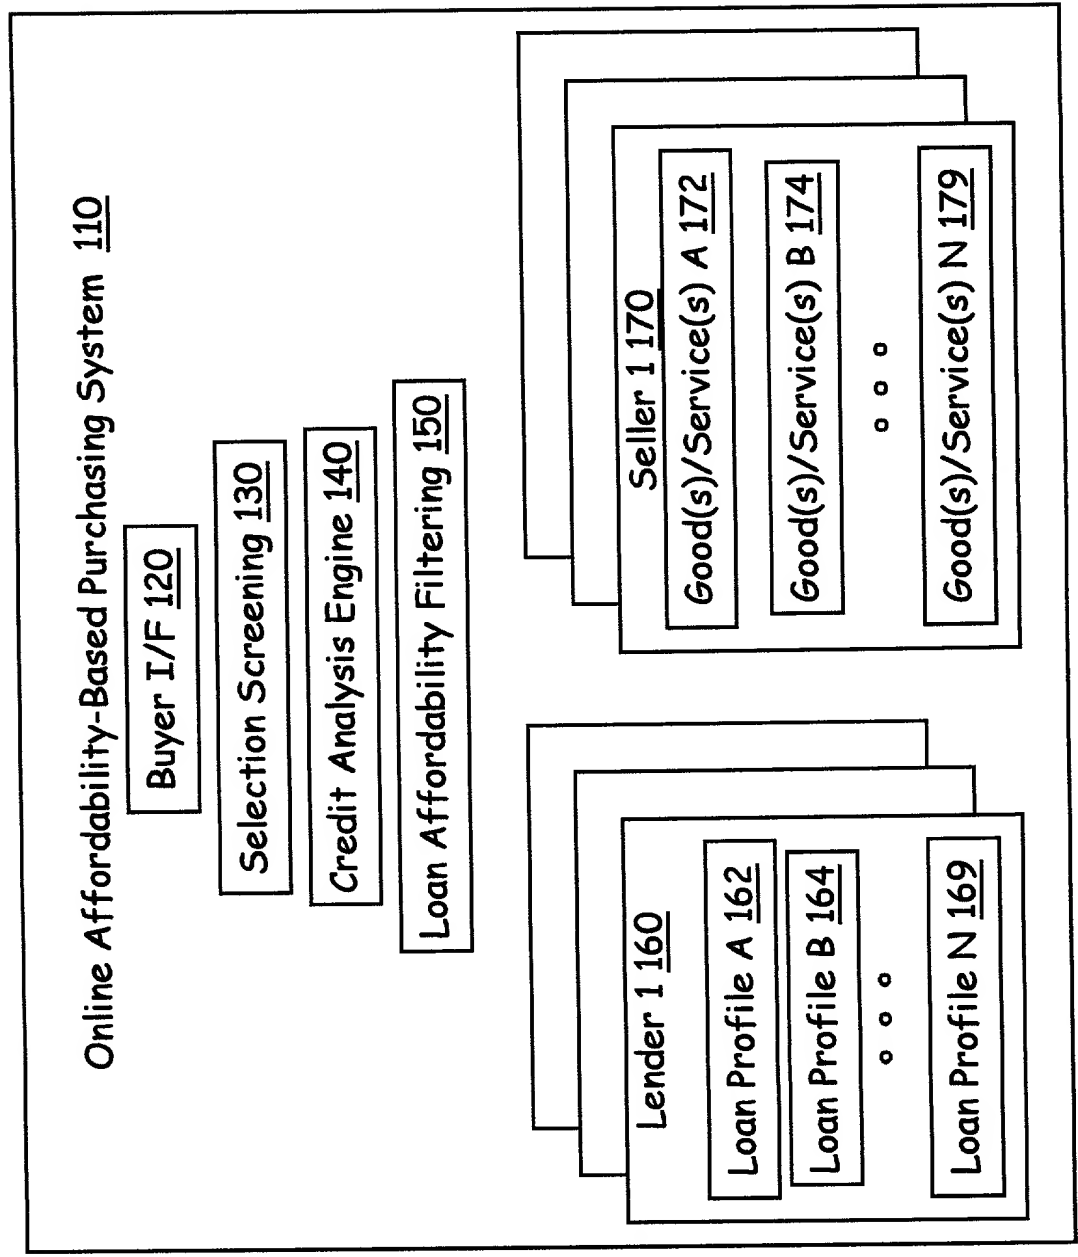 Online Affordability-Based Purchasing System 110
Buyer I/F 120
Selection Screening 130
Credit Analysis Engine 140
Loan Affordability Filtering 150
Lender 1 160
Loan Profile A 162
Loan Profile B 164
Loan Profile N 169
Seller 1 170
Good(s)/Service(s) A 172
Good(s)/Service(s) B 174
Good(s)/Service(s) N 179